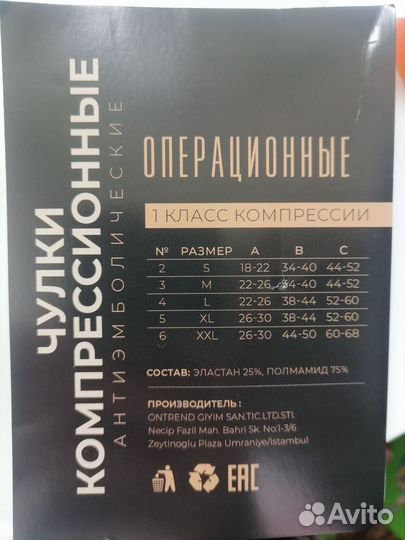 ЧУЛКИ
КОМПРЕССИОННЫЕ
АНТИЭМБОЛИЧЕСКИЕ
ОПЕРАЦИОННЫЕ
1 КЛАСС КОМПРЕССИИ
№ РАЗМЕР A B C
2 S 18-22 34-40 44-52
3 M 22-26 34-40 44-52
4 L 22-26 38-44 52-60
5 XL 26-30 38-44 52-60
6 XXL 26-30 44-50 60-68
СОСТАВ: ЭЛАСТАН 25%, ПОЛМАМИД 75%
ПРОИЗВОДИТЕЛЬ :
ONTREND GIYIM SAN.TIC.LTD.STI.
Necip Fazil Mah. Bahri Sk. No:1-3/6
Zeytinoglu Plaza Umraniye/Istambul
EAC
Avito